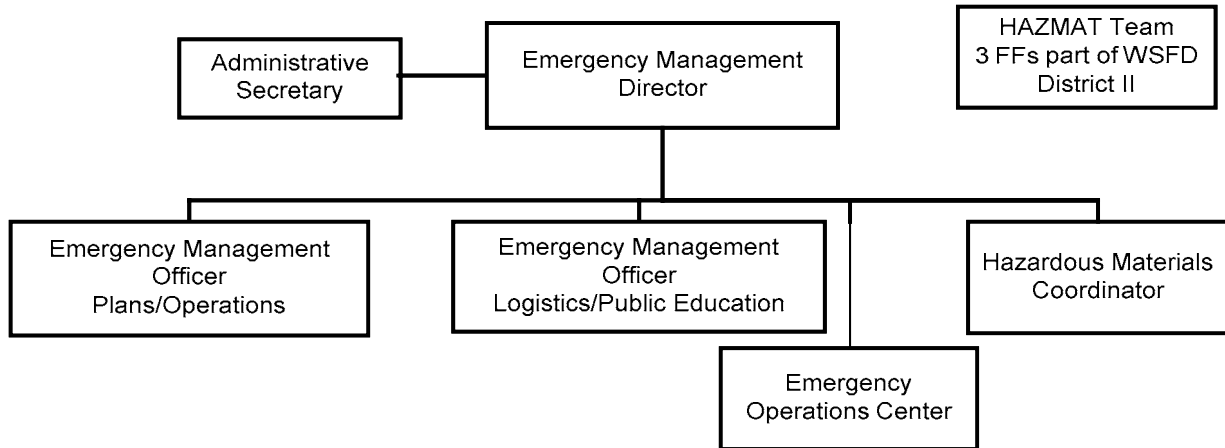 Administrative
Secretary
Emergency Management
Director
HAZMAT Team
3 FFs part of WSFD
District II
Emergency Management
Officer
Plans/Operations
Emergency Management
Officer
Logistics/Public Education
Hazardous Materials
Coordinator
Emergency
Operations Center